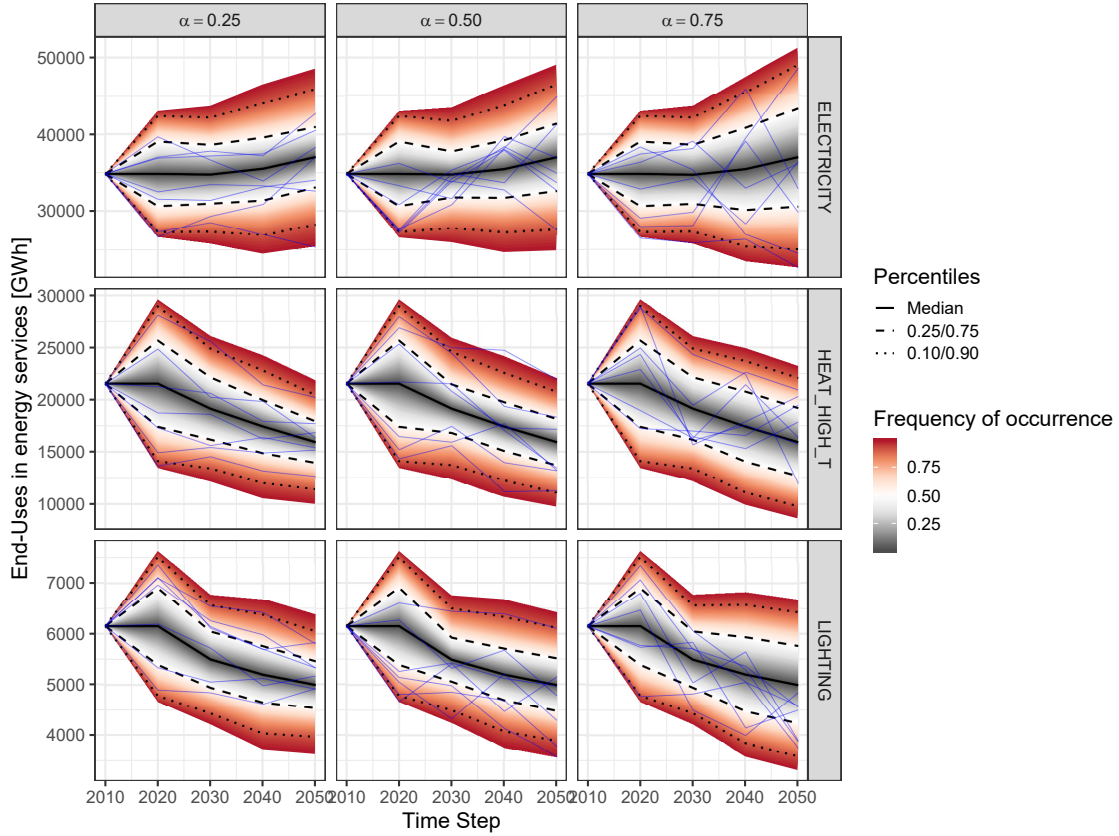 α = 0.25
α = 0.50
α = 0.75
End-Uses in energy services [GWh]
50000
40000
30000
ELECTRICITY
30000
25000
20000
15000
10000
HEAT_HIGH_T
7000
6000
5000
4000
LIGHTING
2010 2020 2030 2040 2050
2010 2020 2030 2040 2050
2010 2020 2030 2040 2050
Time Step
Percentiles
Median
0.25/0.75
0.10/0.90
Frequency of occurrence
0.75
0.50
0.25